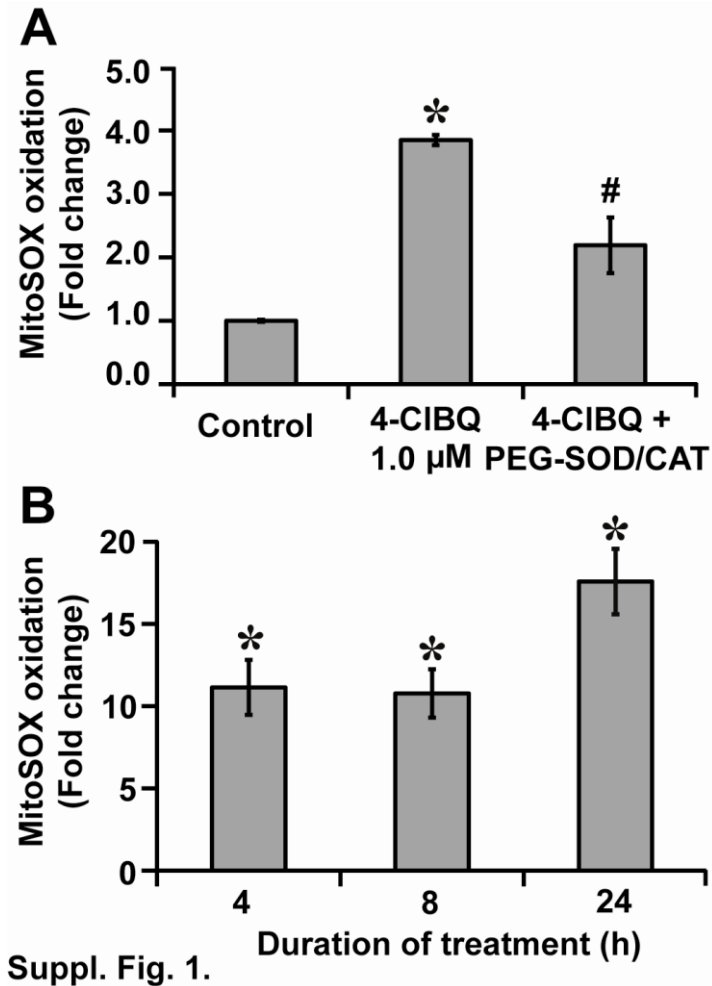 A
MitoSOX oxidation
(Fold change)
5.0
4.0
3.0
2.0
1.0
0.0
*
#
Control
4-ClBQ
1.0 µM
4-ClBQ +
PEG-SOD/CAT
B
MitoSOX oxidation
(Fold change)
20
15
10
5
0
*
*
*
4
8
24
Duration of treatment (h)
Suppl. Fig. 1.